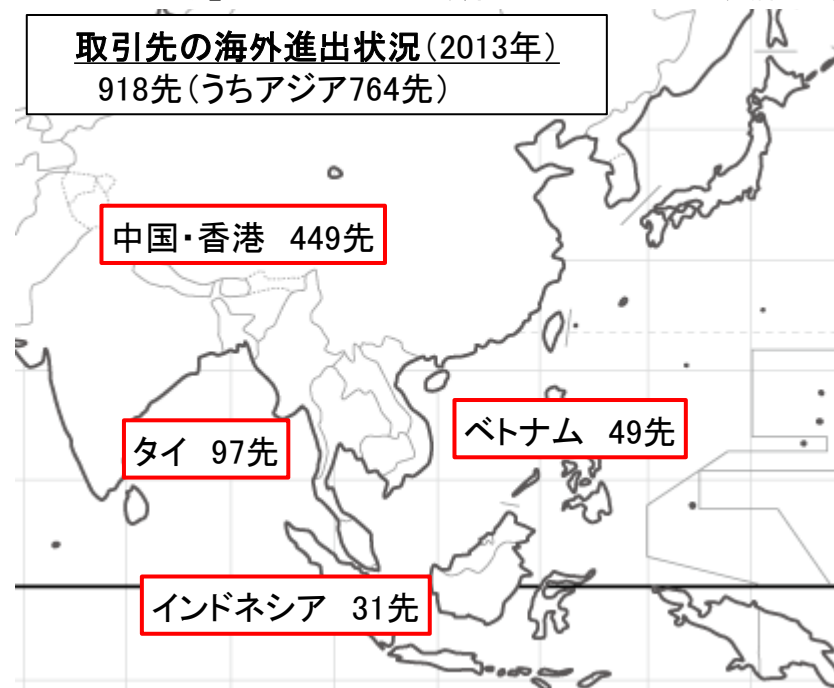 取引先の海外進出状況(2013年)
918先(うちアジア764先)
中国・香港 449先
タイ 97先
ベトナム 49先
インドネシア 31先